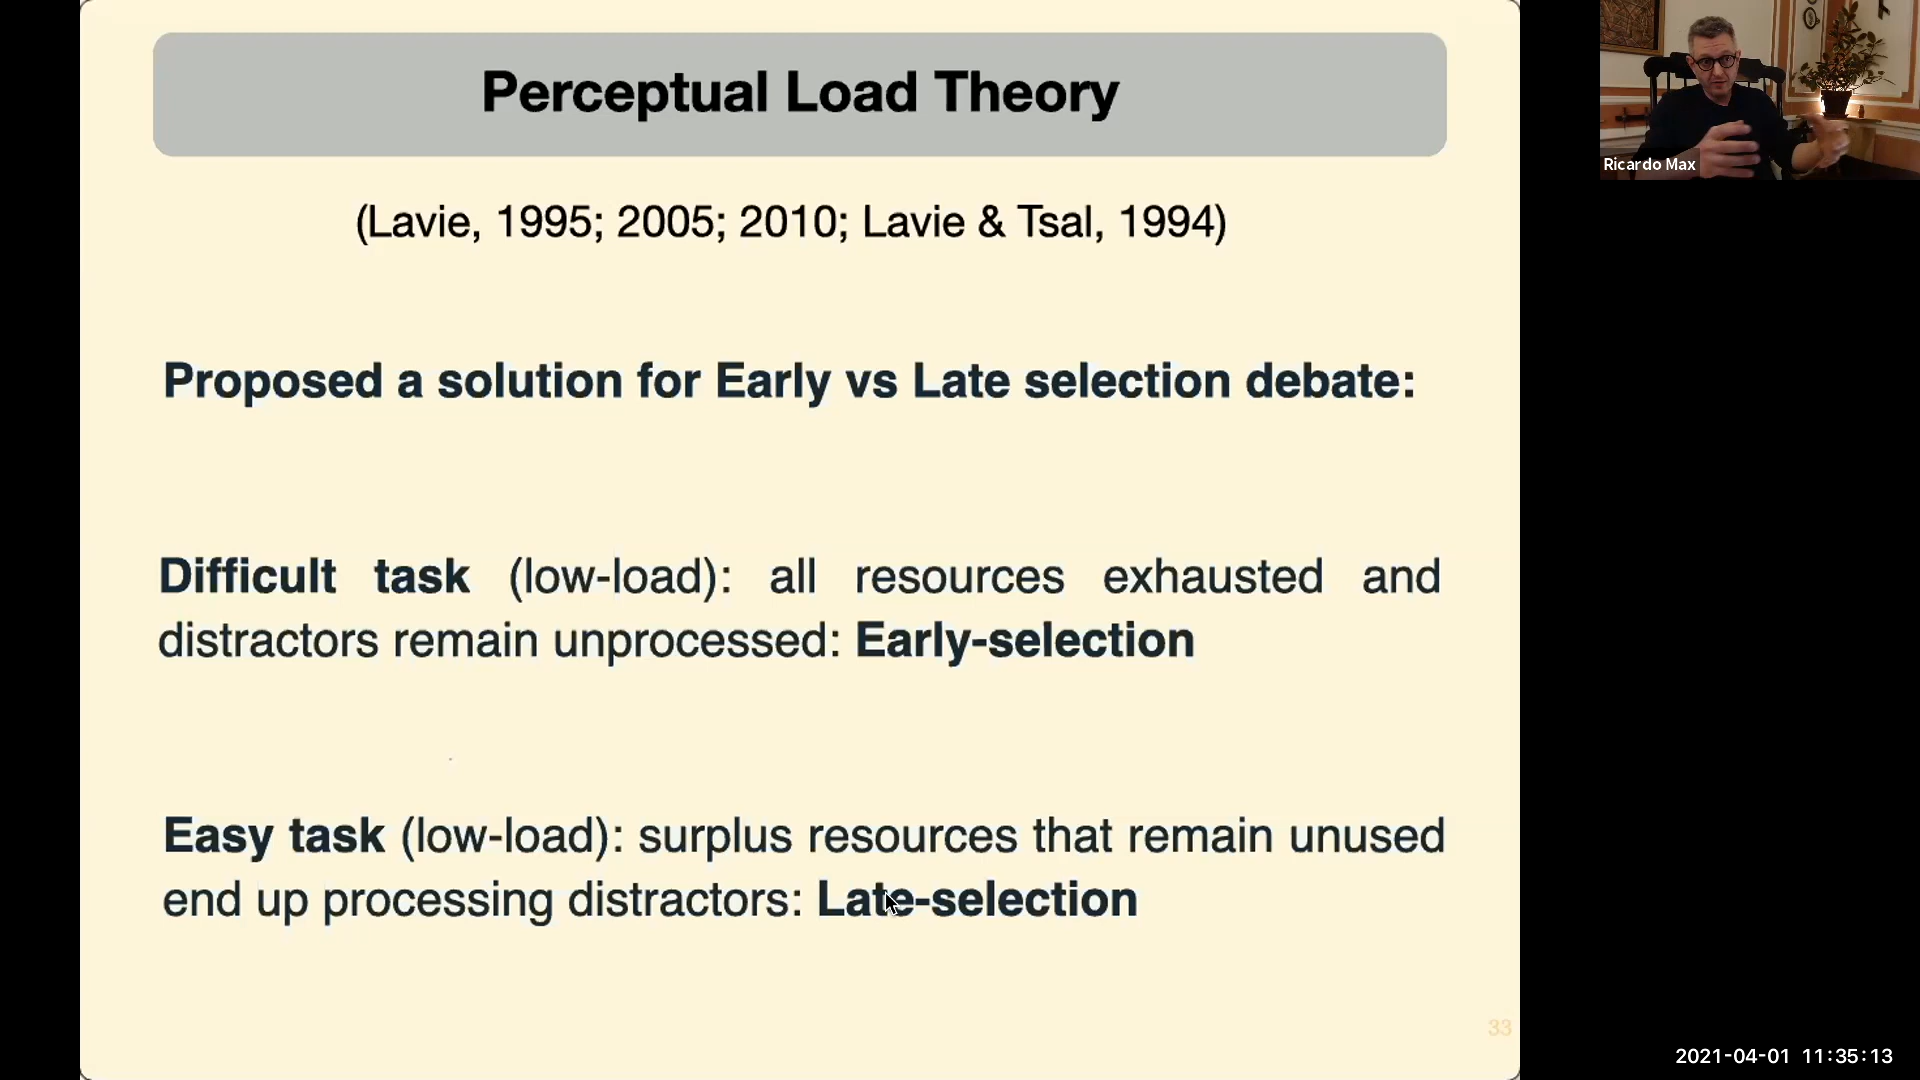 Perceptual Load Theory
(Lavie, 1995; 2005; 2010; Lavie & Tsal, 1994)
Proposed a solution for Early vs Late selection debate:
Difficult task (low-load): all resources exhausted and
distractors remain unprocessed: Early-selection
Easy task (low-load): surplus resources that remain unused
end up processing distractors: Late-selection
33
Ricardo Max
2021-04-01 11:35:13